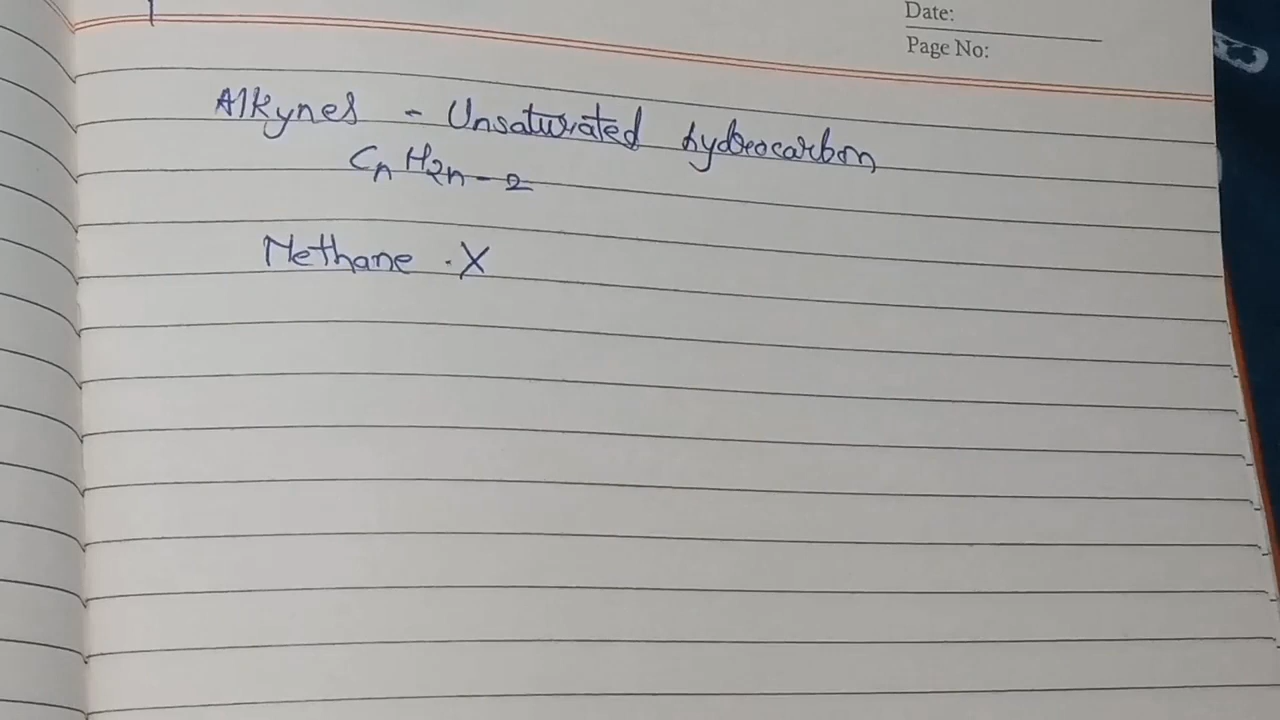 Date:
Page No:
Alkynes - Unsaturated hydrocarbon
CnH2n-2
Methane . X